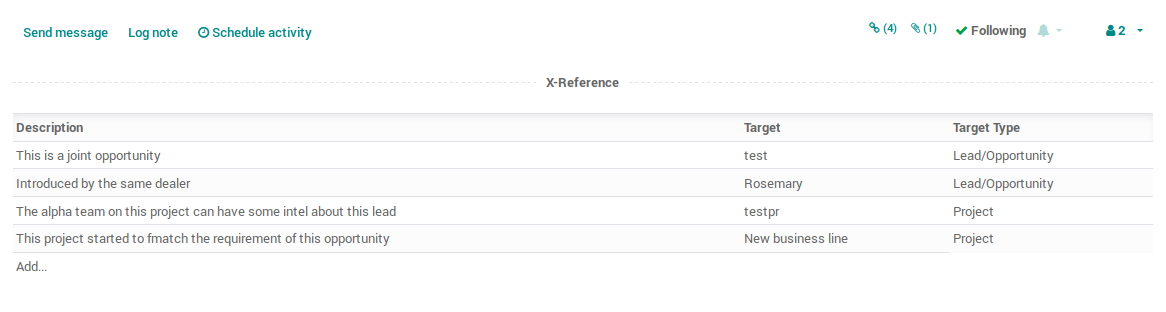 Send message Log note Schedule activity (4) (1) Following 2
X-Reference
Description Target Target Type
This is a joint opportunity test Lead/Opportunity
Introduced by the same dealer Rosemary Lead/Opportunity
The alpha team on this project can have some intel about this lead testpr Project
This project started to fmatch the requirement of this opportunity New business line Project
Add...